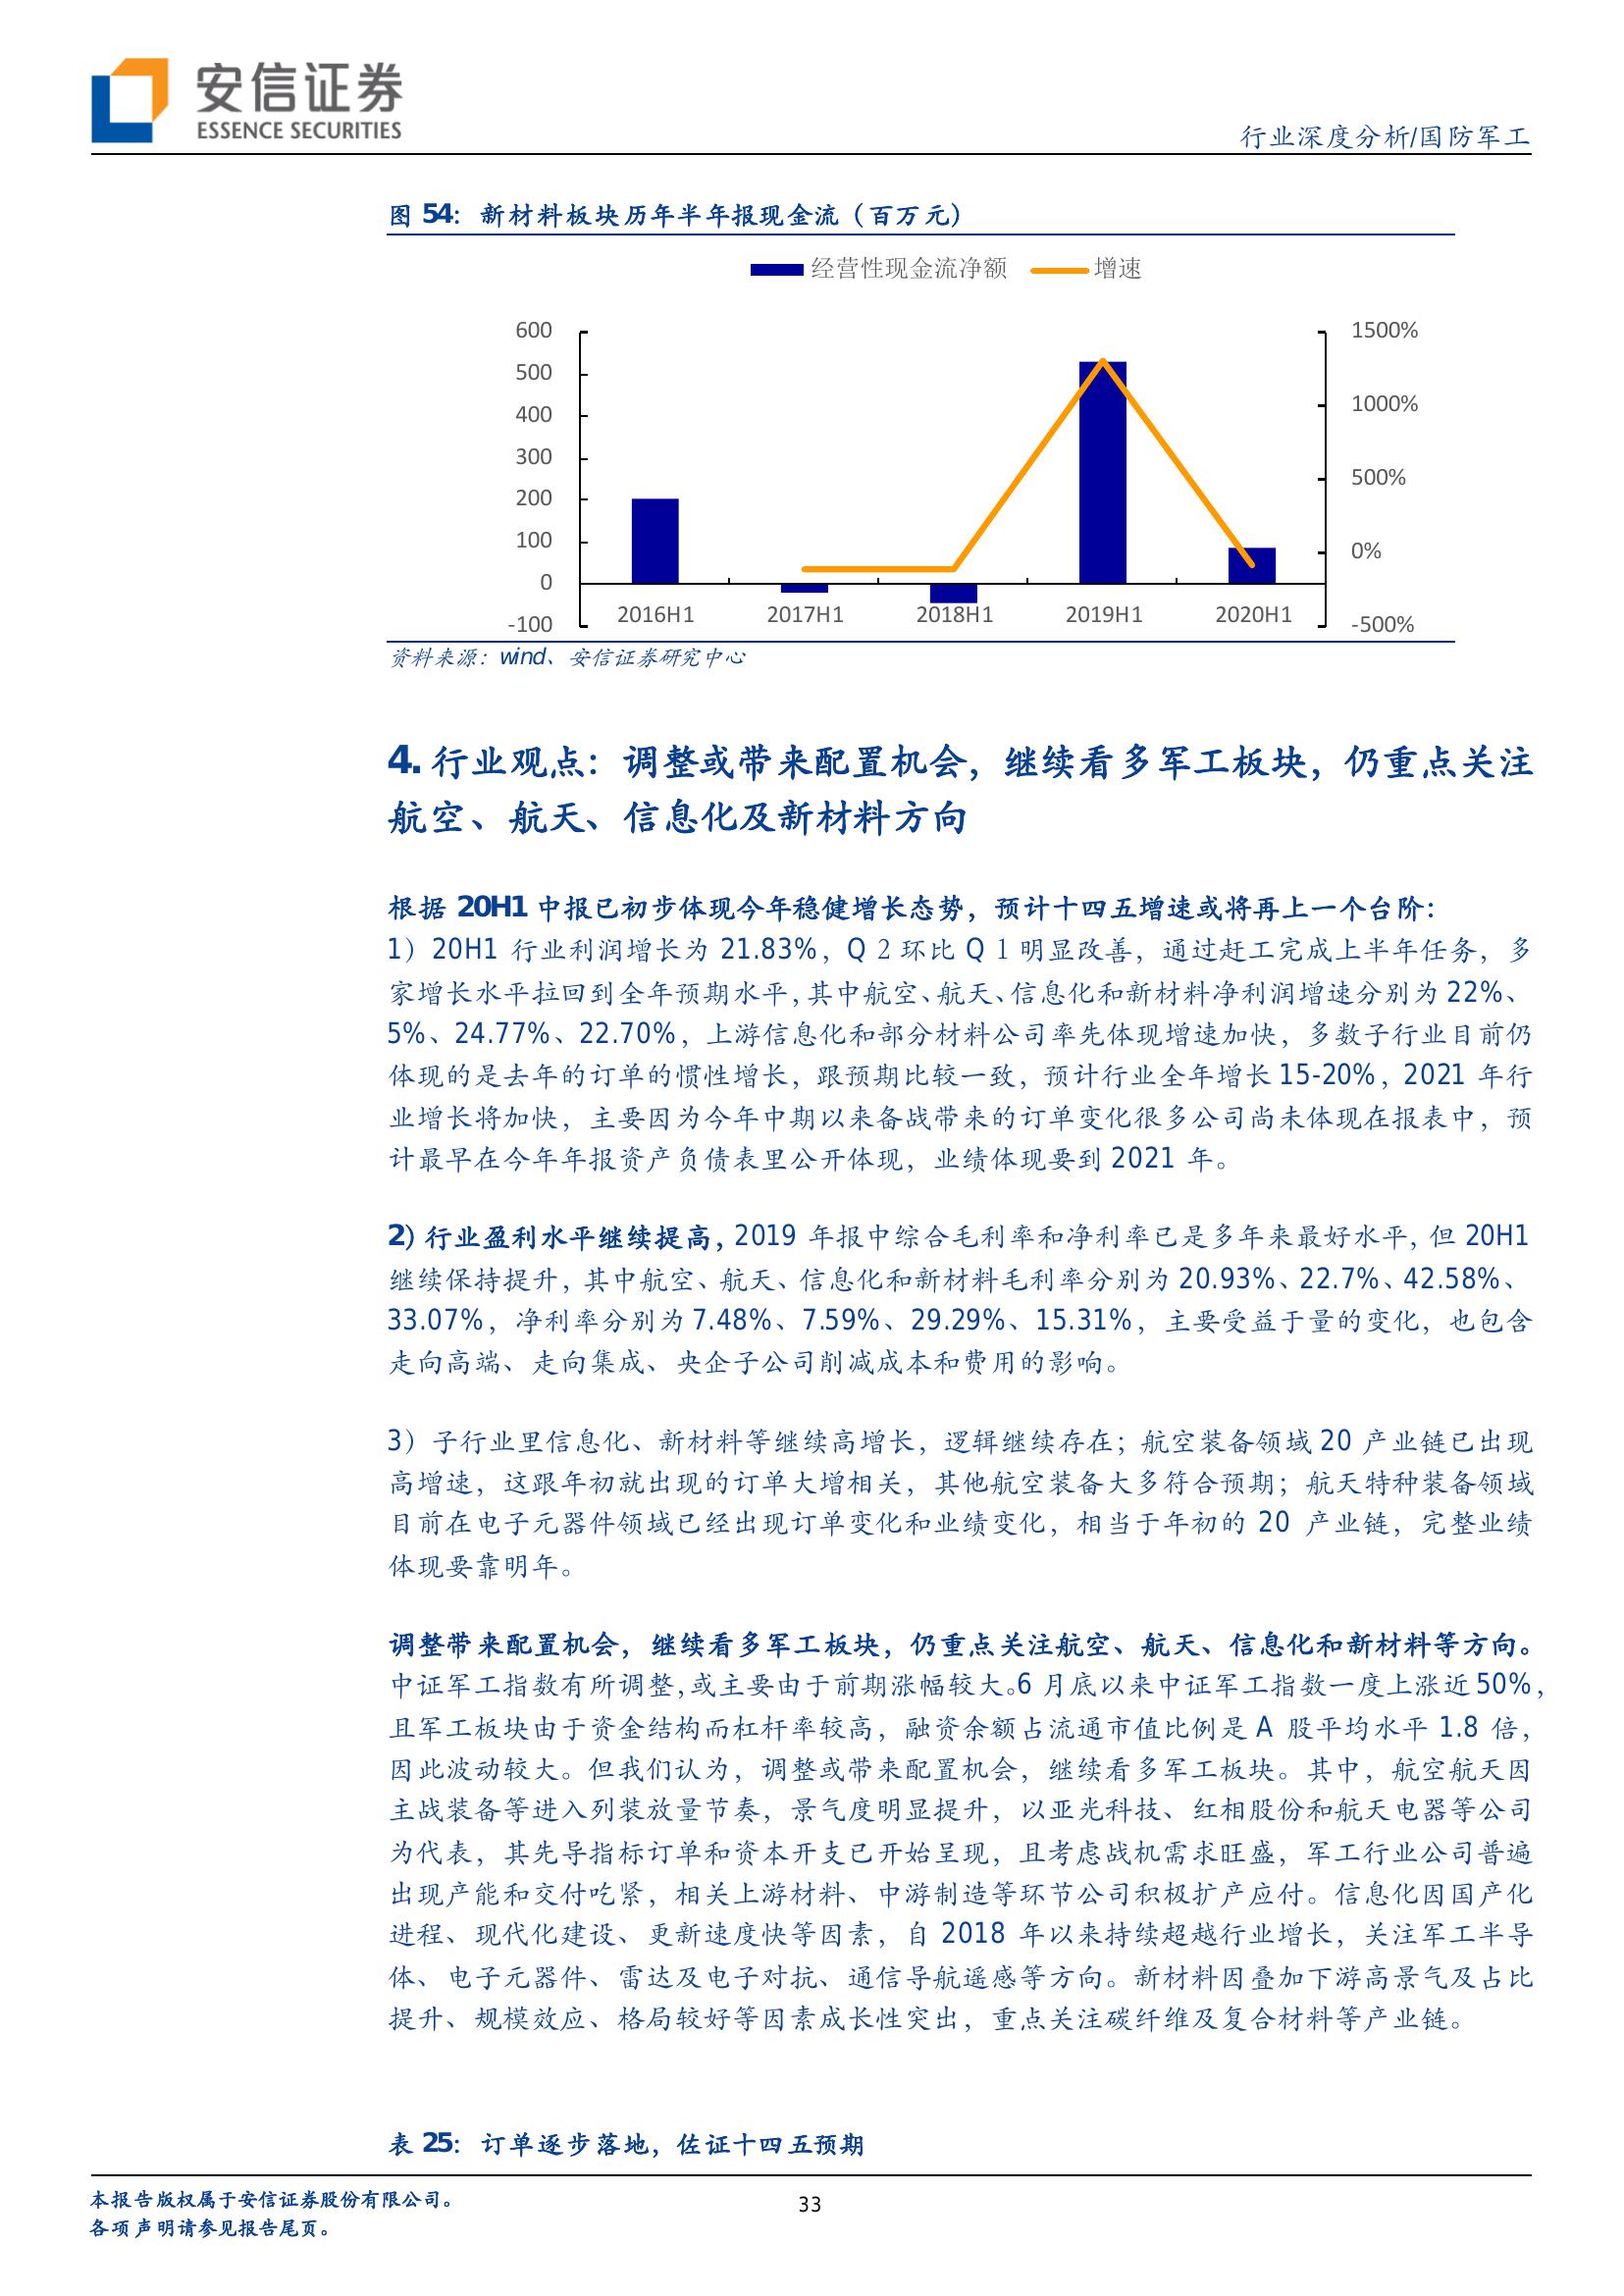 安信证券
ESSENCE SECURITIES
行业深度分析/国防军工
图 54：新材料板块历年半年报现金流（百万元）
经营性现金流净额 增速
600 1500%
500
400 1000%
300
200 500%
100 0%
0
-100 2016H1 2017H1 2018H1 2019H1 2020H1 -500%
资料来源：wind、安信证券研究中心
4. 行业观点：调整或带来配置机会，继续看多军工板块，仍重点关注
航空、航天、信息化及新材料方向
根据 20H1 中报已初步体现今年稳健增长态势，预计十四五增速或将再上一个台阶：
1）20H1 行业利润增长为 21.83%，Q 2 环比 Q 1 明显改善，通过赶工完成上半年任务，多
家增长水平拉回到全年预期水平，其中航空、航天、信息化和新材料净利润增速分别为 22%、
5%、24.77%、22.70%，上游信息化和部分材料公司率先体现增速加快，多数子行业目前仍
体现的是去年的订单的惯性增长，跟预期比较一致，预计行业全年增长 15-20%，2021 年行
业增长将加快，主要因为今年中期以来备战带来的订单变化很多公司尚未体现在报表中，预
计最早在今年年报资产负债表里公开体现，业绩体现要到 2021 年。
2) 行业盈利水平继续提高，2019 年报中综合毛利率和净利率已是多年来最好水平，但 20H1
继续保持提升，其中航空、航天、信息化和新材料毛利率分别为 20.93%、22.7%、42.58%、
33.07%，净利率分别为 7.48%、7.59%、29.29%、15.31%，主要受益于量的变化，也包含
走向高端、走向集成、央企子公司削减成本和费用的影响。
3）子行业里信息化、新材料等继续高增长，逻辑继续存在；航空装备领域 20 产业链已出现
高增速，这跟年初就出现的订单大增相关，其他航空装备大多符合预期；航天特种装备领域
目前在电子元器件领域已经出现订单变化和业绩变化，相当于年初的 20 产业链，完整业绩
体现要靠明年。
调整带来配置机会，继续看多军工板块，仍重点关注航空、航天、信息化和新材料等方向。
中证军工指数有所调整，或主要由于前期涨幅较大。6 月底以来中证军工指数一度上涨近 50%，
且军工板块由于资金结构而杠杆率较高，融资余额占流通市值比例是 A 股平均水平 1.8 倍，
因此波动较大。但我们认为，调整或带来配置机会，继续看多军工板块。其中，航空航天因
主战装备等进入列装放量节奏，景气度明显提升，以亚光科技、红相股份和航天电器等公司
为代表，其先导指标订单和资本开支已开始呈现，且考虑战机需求旺盛，军工行业公司普遍
出现产能和交付吃紧，相关上游材料、中游制造等环节公司积极扩产应付。信息化因国产化
进程、现代化建设、更新速度快等因素，自 2018 年以来持续超越行业增长，关注军工半导
体、电子元器件、雷达及电子对抗、通信导航遥感等方向。新材料因叠加下游高景气及占比
提升、规模效应、格局较好等因素成长性突出，重点关注碳纤维及复合材料等产业链。
表 25：订单逐步落地，佐证十四五预期
本报告版权属于安信证券股份有限公司。
33
各项声明请参见报告尾页。